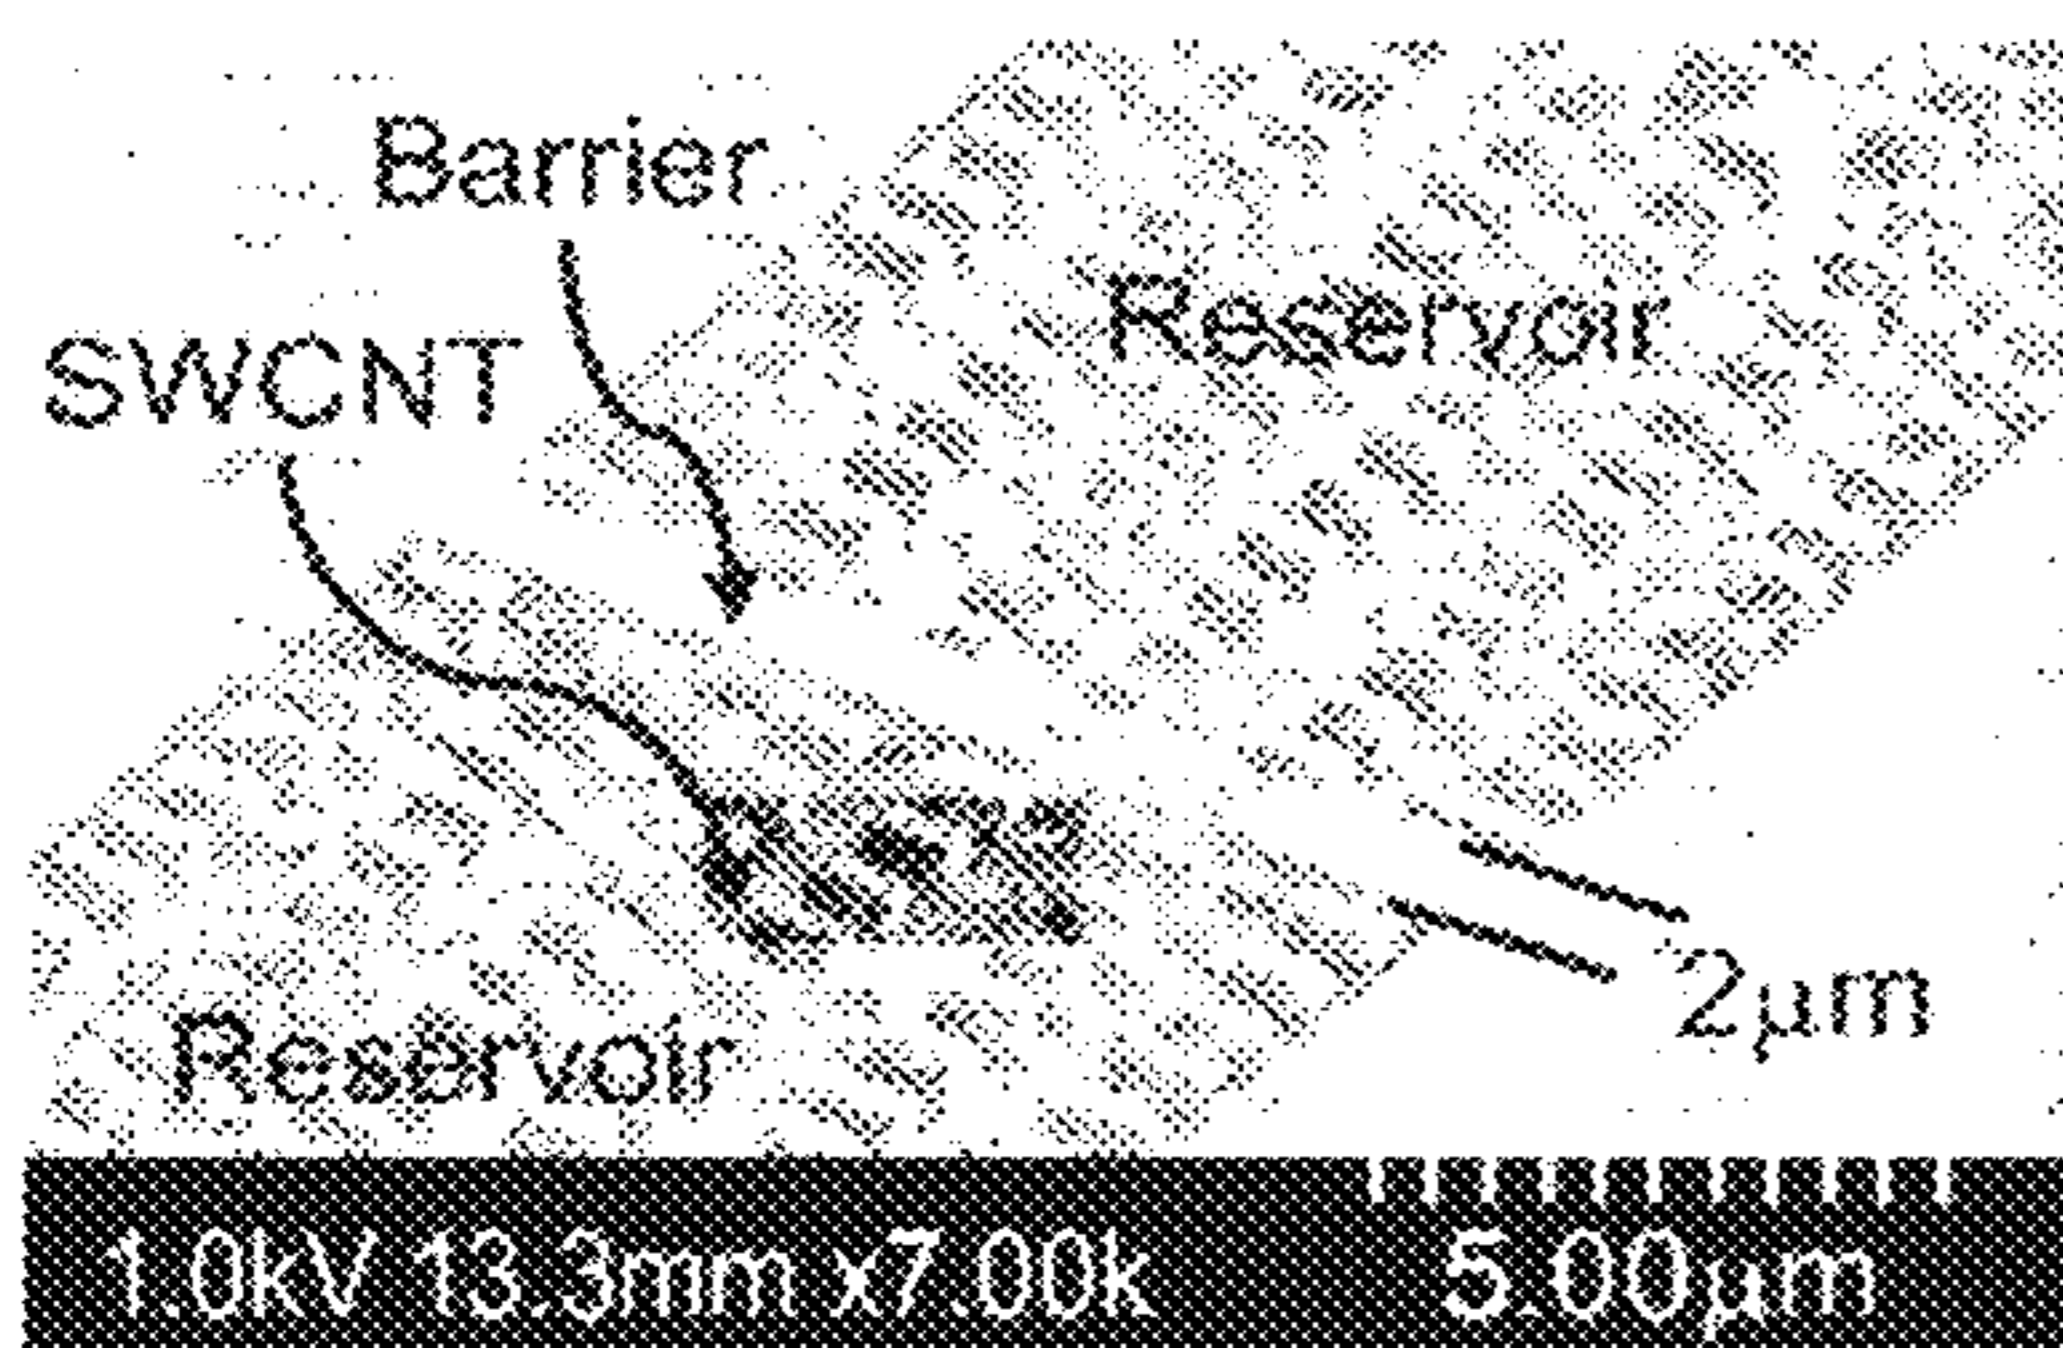 Barrier
Reservoir
SWCNT
2μm
Reservoir
1.0kV 13.3mm x7.00k 5.00μm